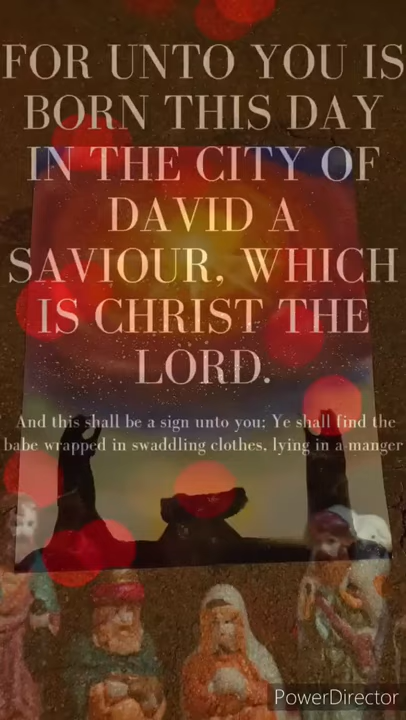 FOR UNTO YOU IS
BORN THIS DAY
IN THE CITY OF
DAVID A
SAVIOUR, WHICH
IS CHRIST THE
LORD.
And this shall be a sign unto you; Ye shall find the
babe wrapped in swaddling clothes, lying in a manger
PowerDirector